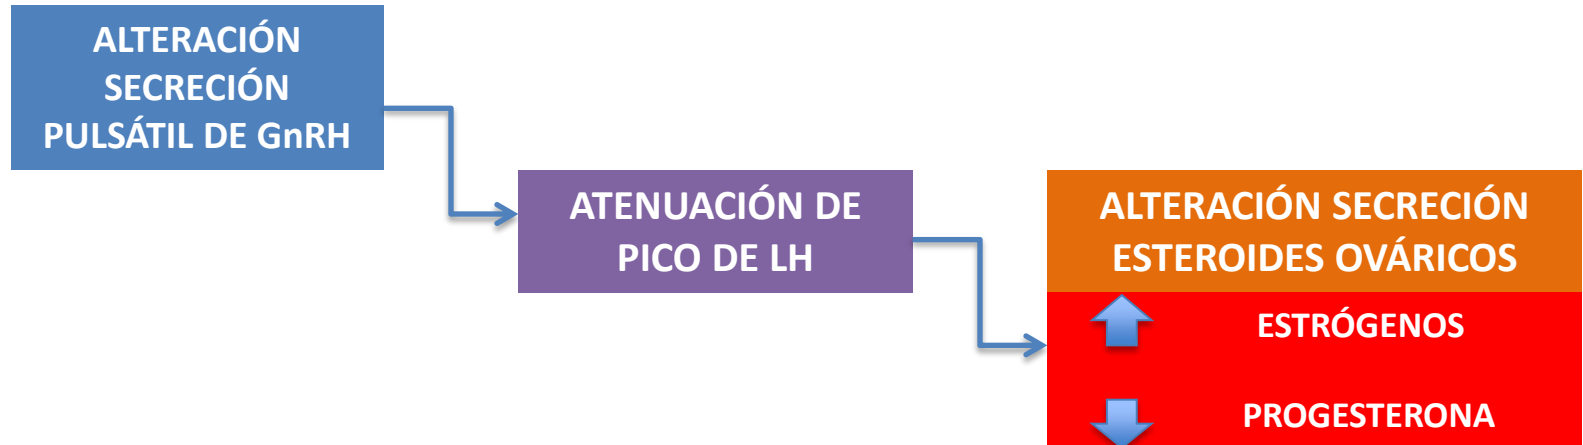 ALTERACIÓN
SECRECIÓN
PULSÁTIL DE GnRH
ATENUACIÓN DE
PICO DE LH
ALTERACIÓN SECRECIÓN
ESTEROIDES OVÁRICOS
ESTRÓGENOS
PROGESTERONA